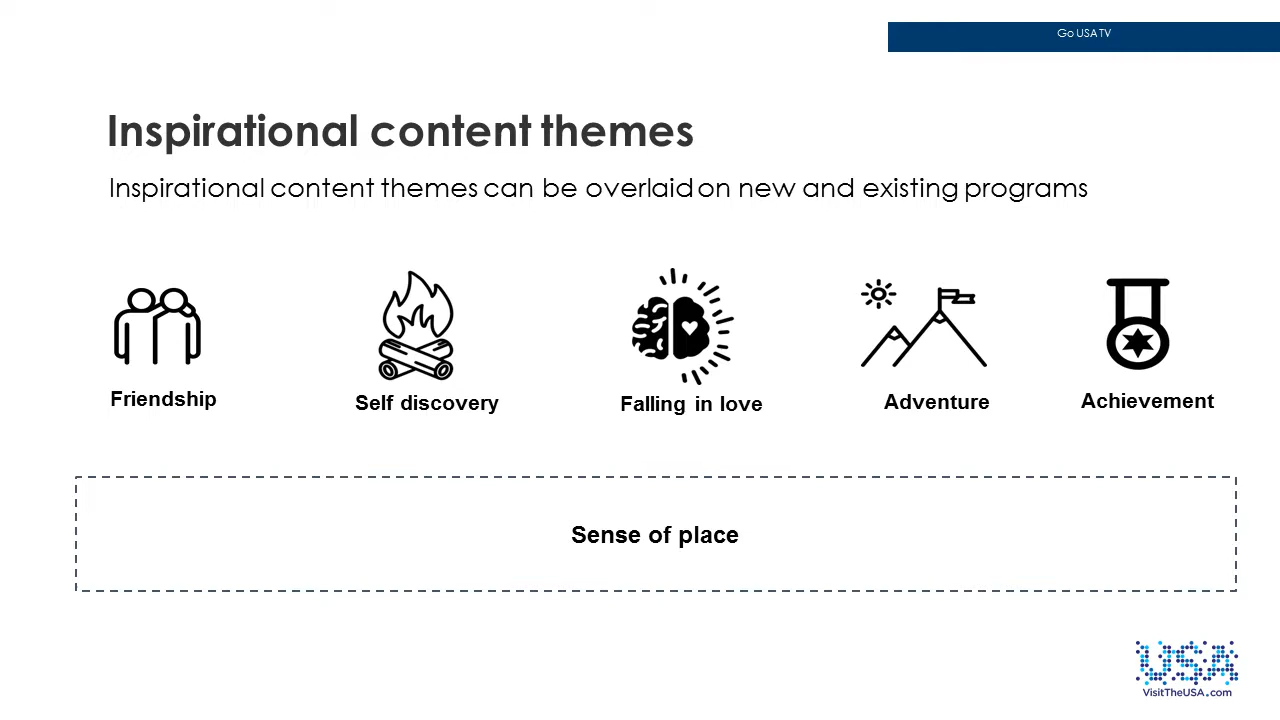 Go USA TV
Inspirational content themes
Inspirational content themes can be overlaid on new and existing programs
Friendship
Self discovery
Falling in love
Adventure
Achievement
Sense of place
USA
VisitTheUSA.com